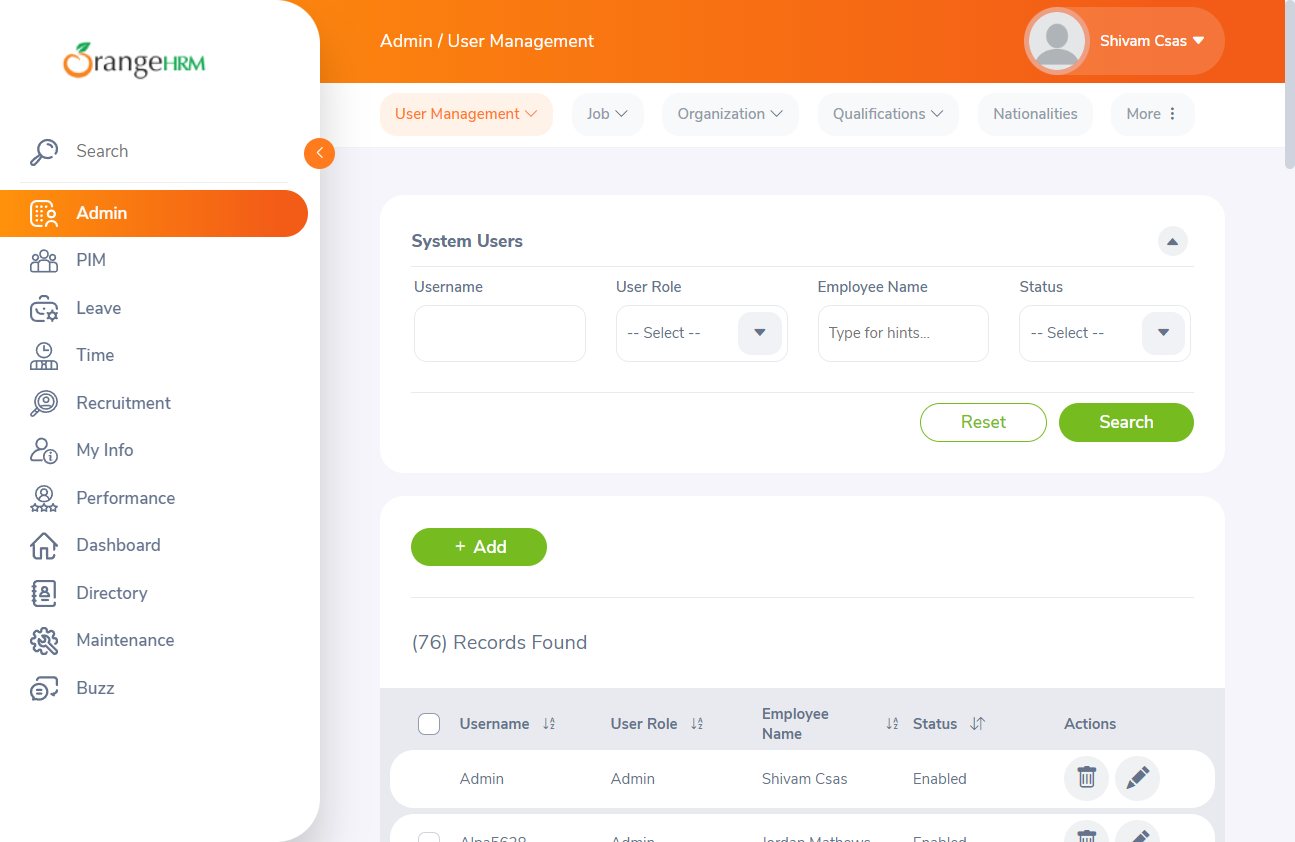 OrangeHRM
Admin / User Management
Shivam Csas
User Management
Job
Organization
Qualifications
Nationalities
More
Search
Admin
PIM
Leave
Time
Recruitment
My Info
Performance
Dashboard
Directory
Maintenance
Buzz
System Users
Username
User Role
Employee Name
Status
-- Select --
Type for hints...
-- Select --
Reset
Search
+ Add
(76) Records Found
Username
User Role
Employee
Name
Status
Actions
Admin
Admin
Shivam Csas
Enabled
Admin
Jordan Mathews
Enabled